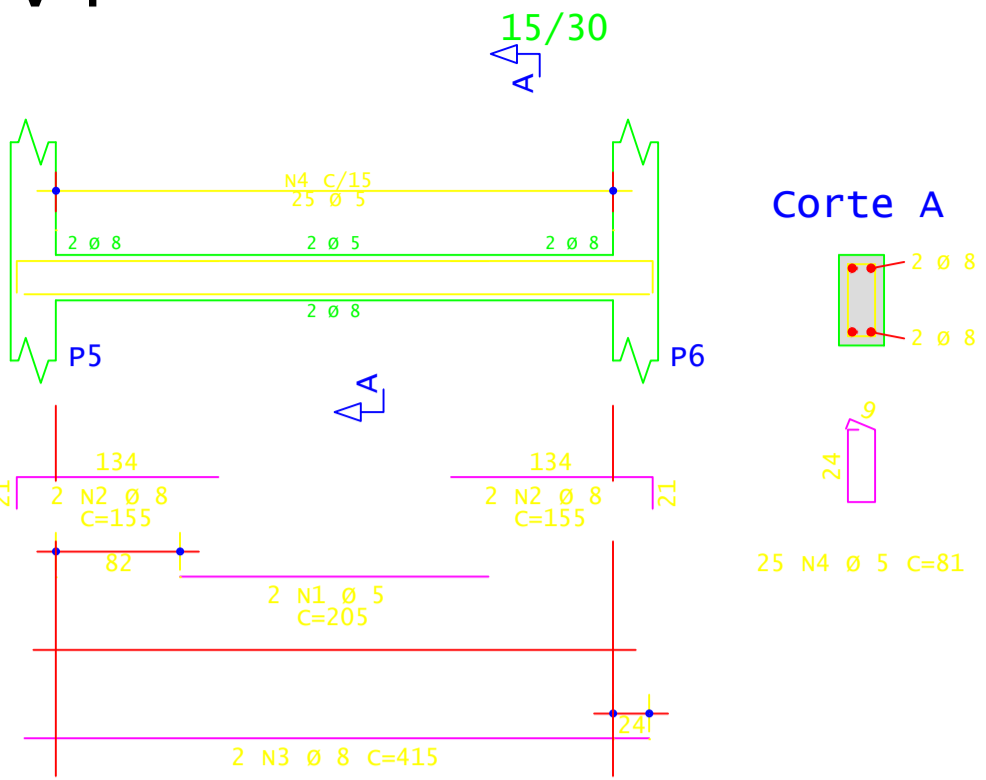 15/30
A
N4 C/15
25 Ø 5
Corte A
2 Ø 8 2 Ø 5 2 Ø 8
2 Ø 8
2 Ø 8
2 Ø 8
P5 P6
A
9
134 134
21 2 N2 Ø 8 2 N2 Ø 8 21
C=155 C=155
24
82
25 N4 Ø 5 C=81
2 N1 Ø 5
C=205
24
2 N3 Ø 8 C=415